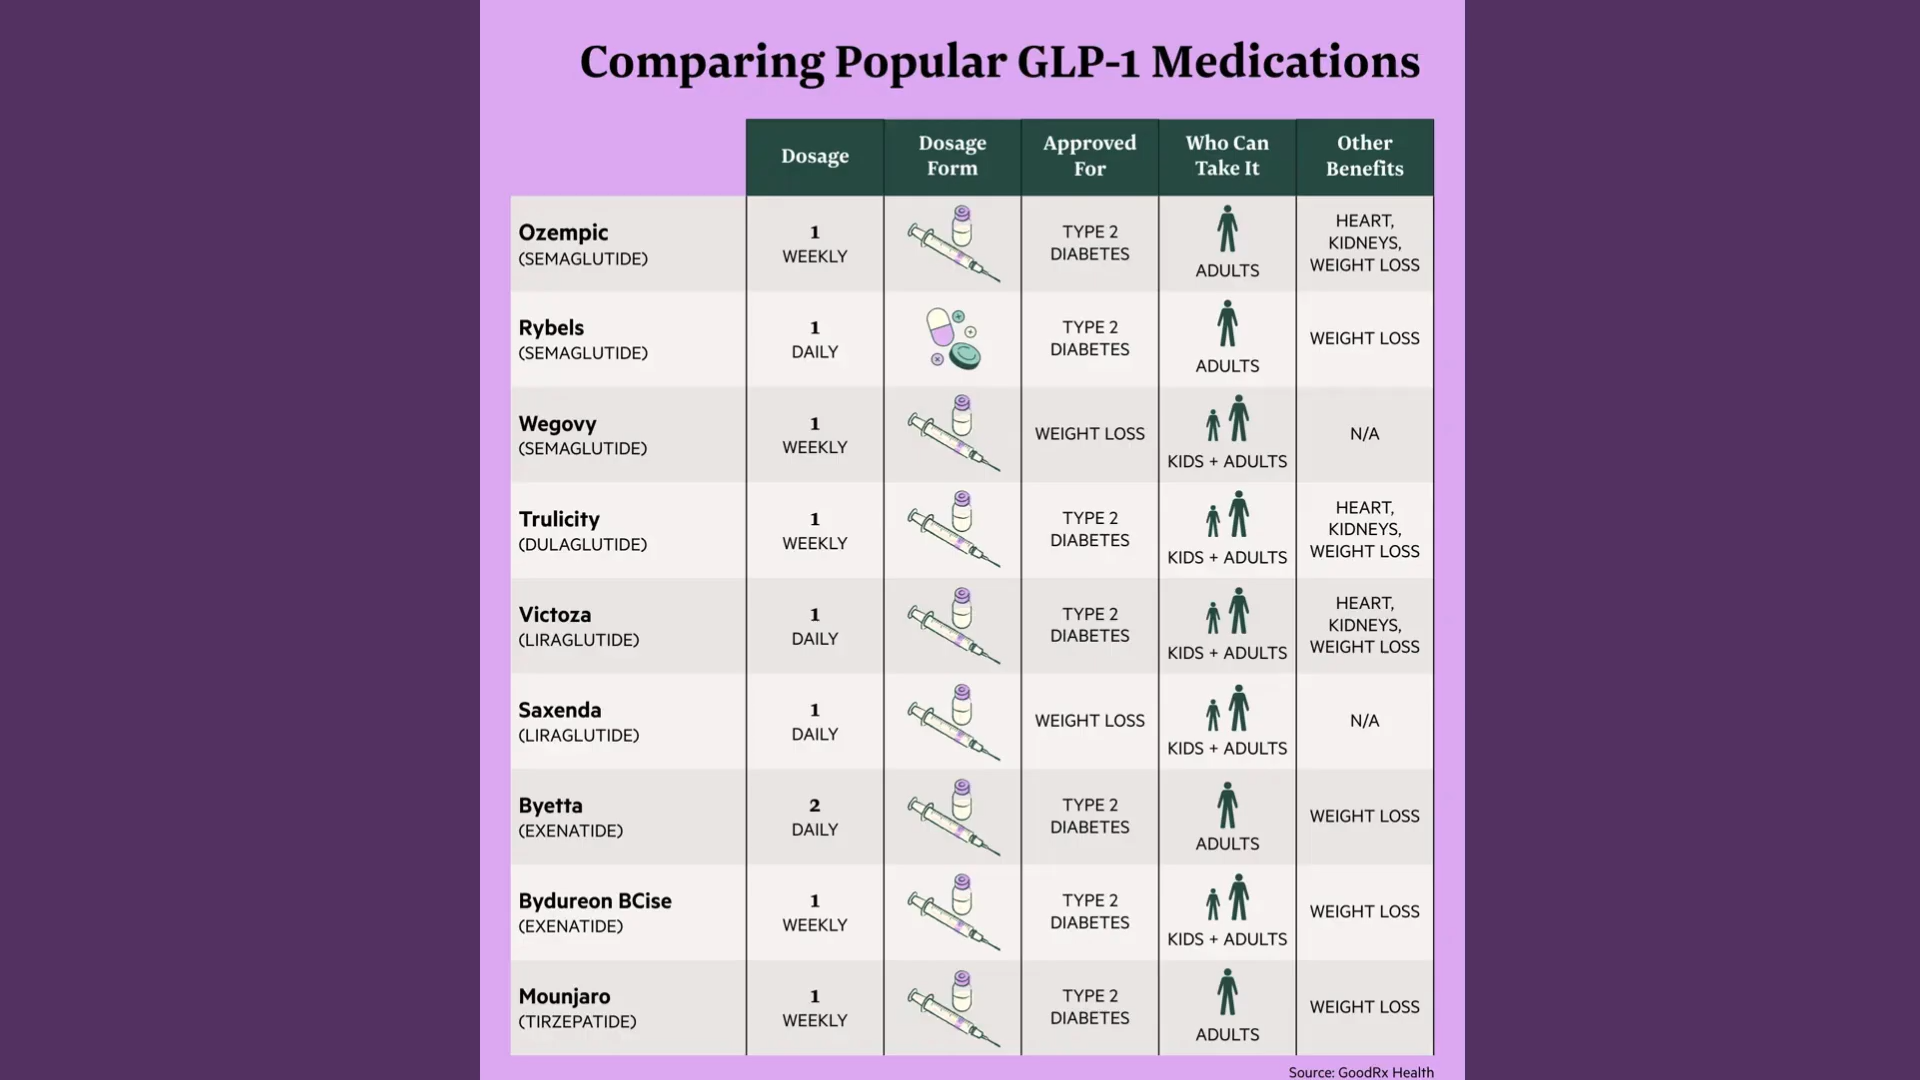 Comparing Popular GLP-1 Medications
Dosage
Dosage
Form
Approved
For
Who Can
Take It
Other
Benefits
Ozempic
(SEMAGLUTIDE)
1
WEEKLY
TYPE 2
DIABETES
ADULTS
HEART,
KIDNEYS,
WEIGHT LOSS
Rybels
(SEMAGLUTIDE)
1
DAILY
TYPE 2
DIABETES
ADULTS
WEIGHT LOSS
Wegovy
(SEMAGLUTIDE)
1
WEEKLY
WEIGHT LOSS
KIDS + ADULTS
N/A
Trulicity
(DULAGLUTIDE)
1
WEEKLY
TYPE 2
DIABETES
KIDS + ADULTS
HEART,
KIDNEYS,
WEIGHT LOSS
Victoza
(LIRAGLUTIDE)
1
DAILY
TYPE 2
DIABETES
KIDS + ADULTS
HEART,
KIDNEYS,
WEIGHT LOSS
Saxenda
(LIRAGLUTIDE)
1
DAILY
WEIGHT LOSS
KIDS + ADULTS
N/A
Byetta
(EXENATIDE)
2
DAILY
TYPE 2
DIABETES
ADULTS
WEIGHT LOSS
Bydureon BCise
(EXENATIDE)
1
WEEKLY
TYPE 2
DIABETES
KIDS + ADULTS
WEIGHT LOSS
Mounjaro
(TIRZEPATIDE)
1
WEEKLY
TYPE 2
DIABETES
ADULTS
WEIGHT LOSS
Source: GoodRx Health